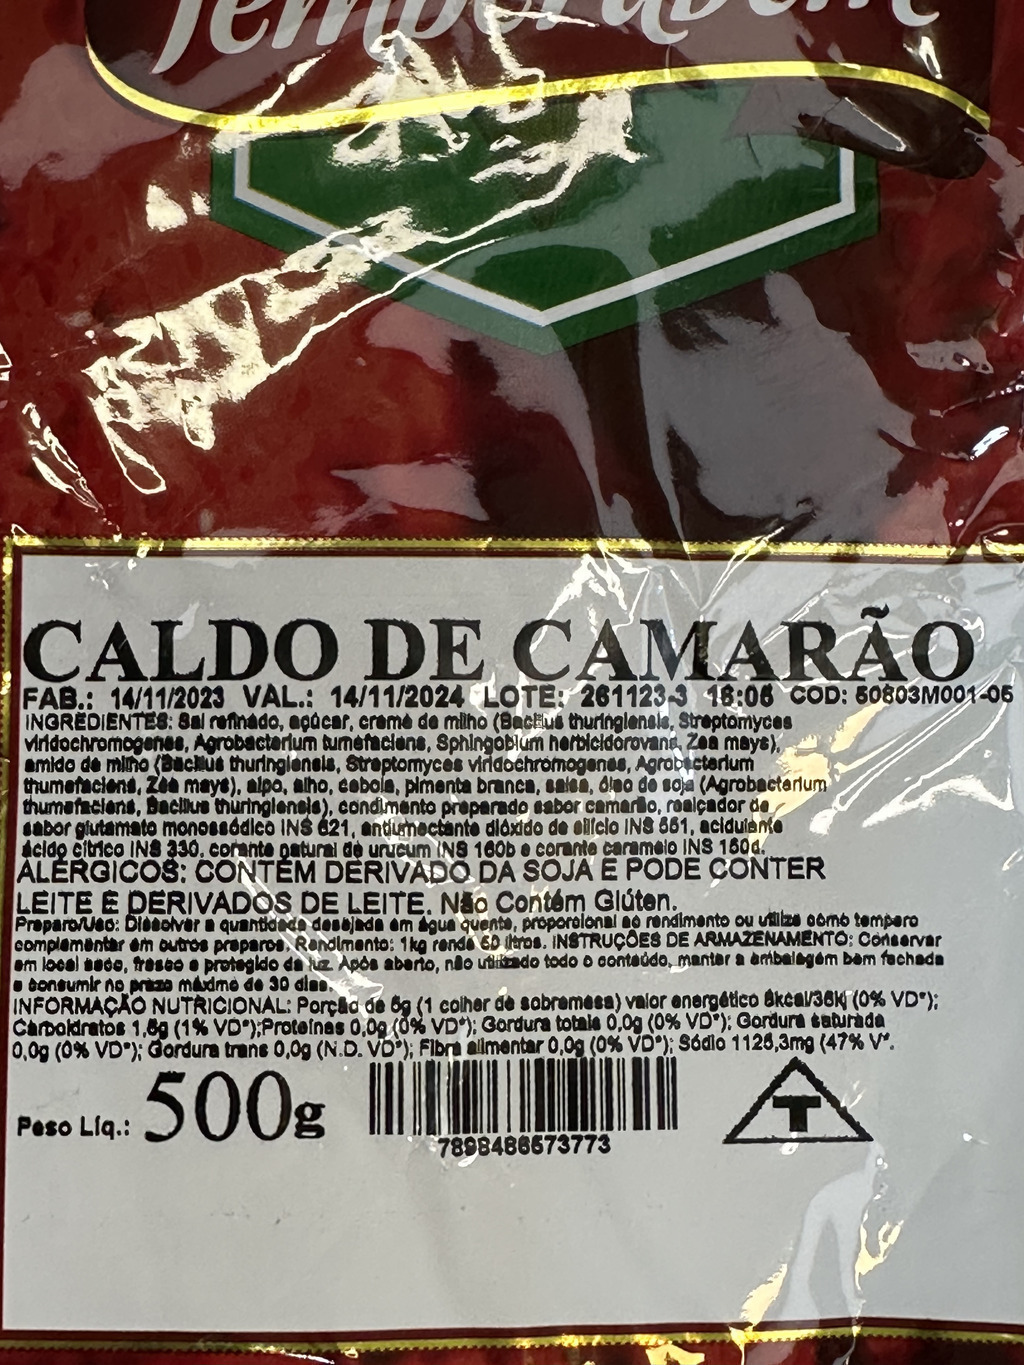 Temperabem
CALDO DE CAMARÃO
FAB.: 14/11/2023 VAL.: 14/11/2024 LOTE: 261123-3 16:06 COD: 50803M001-05
INGREDIENTES: Sal refinado, açúcar, creme de milho (Bacillus thuringiensis, Streptomyces
viridochromogenes, Agrobacterium tumefaciens, Sphingobium herbicidorovans, Zea mays),
amido de milho (Bacillus thuringiensis, Streptomyces viridochromogenes, Agrobacterium
thumefaciens, Zea mays), aipo, alho, cebola, pimenta branca, salsa, óleo de soja (Agrobacterium
thumefaciens, Bacillus thuringiensis), condimento preparado sabor camarão, realçador de
sabor glutamato monossódico INS 621, antiumectante dióxido de silício INS 551, acidulante
ácido cítrico INS 330, corante natural de urucum INS 160b e corante caramelo INS 150d.
ALÉRGICOS: CONTÉM DERIVADO DA SOJA E PODE CONTER
LEITE E DERIVADOS DE LEITE. Não Contém Glúten.
Preparo/Uso: Dissolver a quantidade desejada em água quente, proporcional ao rendimento ou utilize como tempero
complementar em outros preparos. Rendimento: 1kg rende 50 litros. INSTRUÇÕES DE ARMAZENAMENTO: Conservar
em local seco, fresco e protegido da luz. Após aberto, não utilizado todo o conteúdo, manter a embalagem bem fechada
e consumir no prazo máximo de 30 dias.
INFORMAÇÃO NUTRICIONAL: Porção de 5g (1 colher de sobremesa) valor energético 8kcal/36kj (0% VD*);
Carboidratos 1,6g (1% VD*);Proteínas 0,0g (0% VD*); Gordura totais 0,0g (0% VD*); Gordura saturada
0,0g (0% VD*); Gordura trans 0,0g (N.D. VD*); Fibra alimentar 0,0g (0% VD*); Sódio 1126,3mg (47% V*.
Peso Líq.: 500g
T
7898486573773